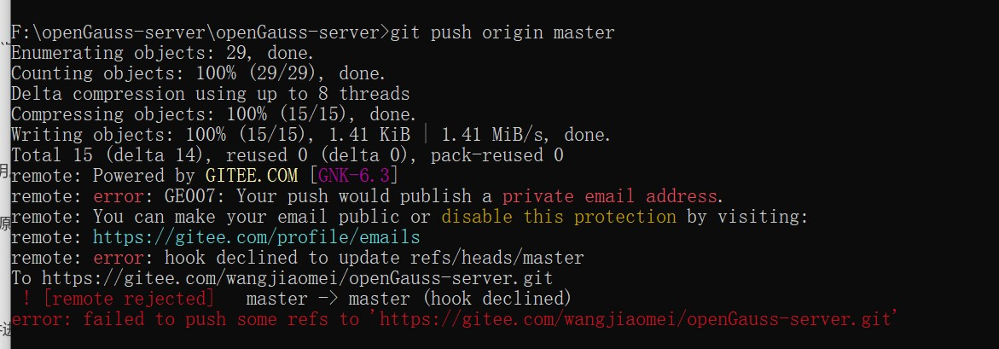 F:\openGauss-server\openGauss-server>git push origin master
Enumerating objects: 29, done.
Counting objects: 100% (29/29), done.
Delta compression using up to 8 threads
Compressing objects: 100% (15/15), done.
Writing objects: 100% (15/15), 1.41 KiB | 1.41 MiB/s, done.
Total 15 (delta 14), reused 0 (delta 0), pack-reused 0
remote: Powered by GITEE.COM [GNK-6.3]
remote: error: GE007: Your push would publish a private email address.
remote: You can make your email public or disable this protection by visiting:
remote: https://gitee.com/profile/emails
remote: error: hook declined to update refs/heads/master
To https://gitee.com/wangjiaomei/openGauss-server.git
 ! [remote rejected]   master -> master (hook declined)
error: failed to push some refs to 'https://gitee.com/wangjiaomei/openGauss-server.git'